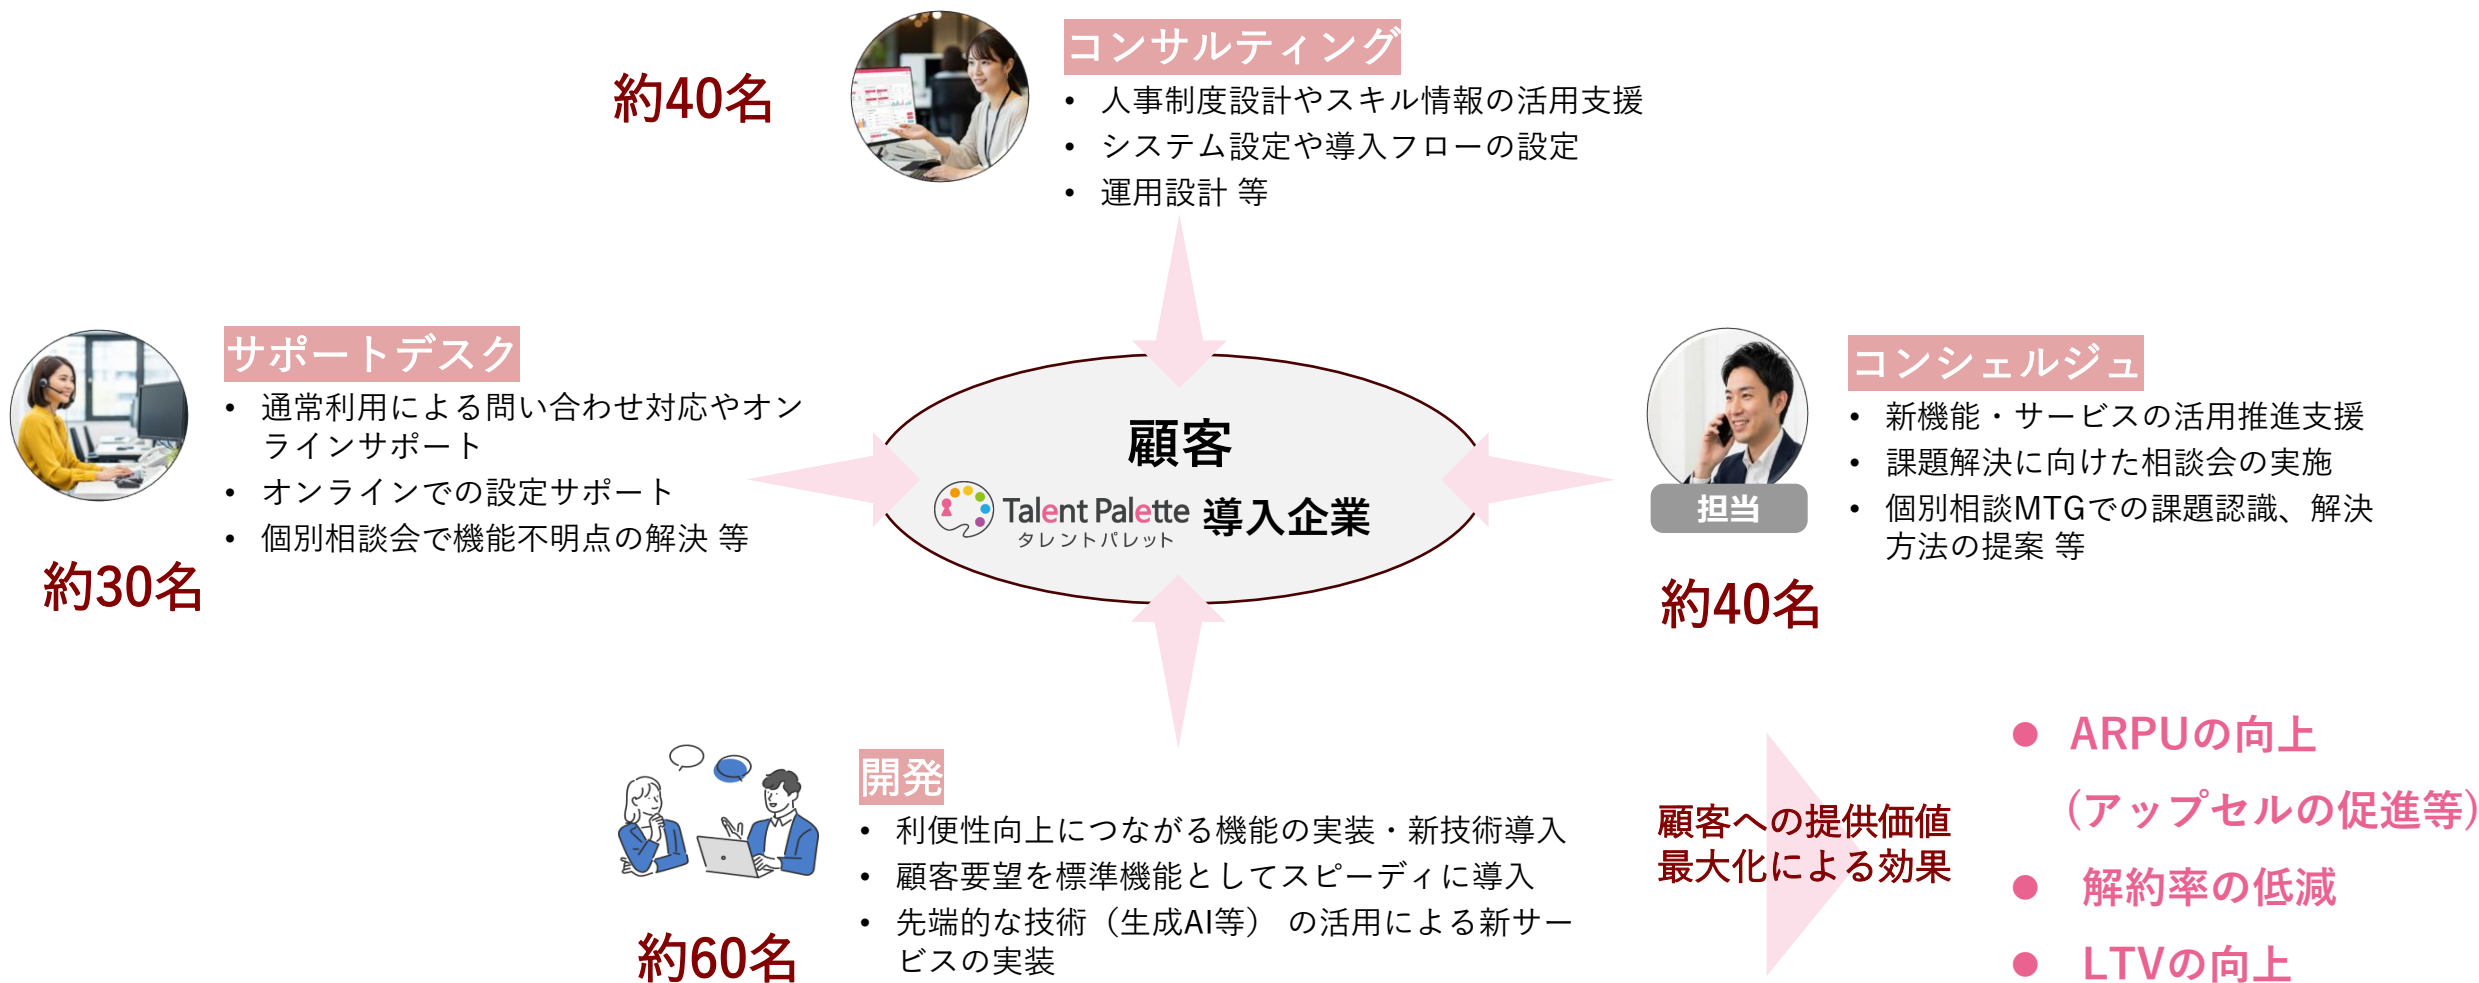 約40名
コンサルティング
• 人事制度設計やスキル情報の活用支援
• システム設定や導入フローの設定
• 運用設計 等
サポートデスク
• 通常利用による問い合わせ対応やオン
ラインサポート
• オンラインでの設定サポート
• 個別相談会で機能不明点の解決 等
約30名
顧客
Talent Palette 導入企業
タレントパレット
担当
コンシェルジュ
• 新機能・サービスの活用推進支援
• 課題解決に向けた相談会の実施
• 個別相談MTGでの課題認識、解決
方法の提案 等
約40名
開発
• 利便性向上につながる機能の実装・新技術導入
• 顧客要望を標準機能としてスピーディに導入
• 先端的な技術（生成AI等） の活用による新サー
ビスの実装
約60名
顧客への提供価値
最大化による効果
● ARPUの向上
(アップセルの促進等)
● 解約率の低減
● LTVの向上